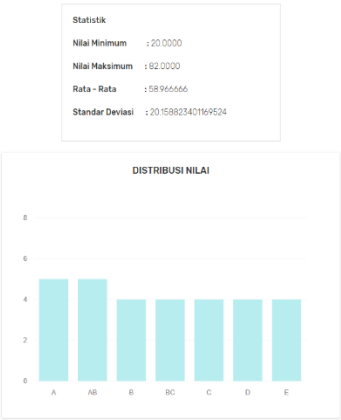 Statistik
Nilai Minimum : 20.0000
Nilai Maksimum : 82.0000
Rata - Rata : 58.966666
Standar Deviasi : 20.158823401169524
DISTRIBUSI NILAI
8
6
4
2
0
A AB B BC C D E